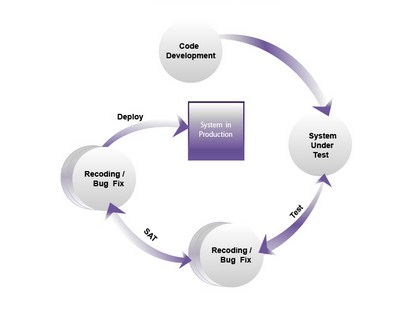 Code
Development
System
Under
Test
Test
Recoding /
Bug Fix
SAT
Recoding /
Bug Fix
Deploy
System in
Production